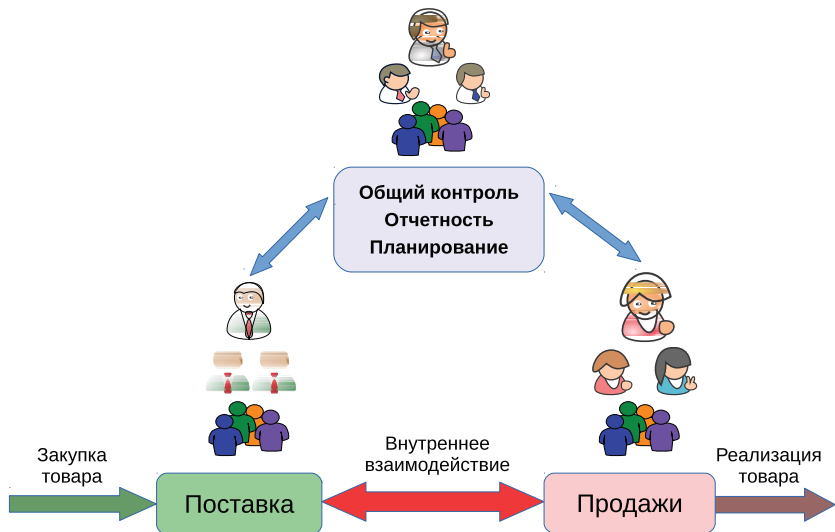 Общий контроль
Отчетность
Планирование
Закупка
товара
Поставка
Внутреннее
взаимодействие
Продажи
Реализация
товара